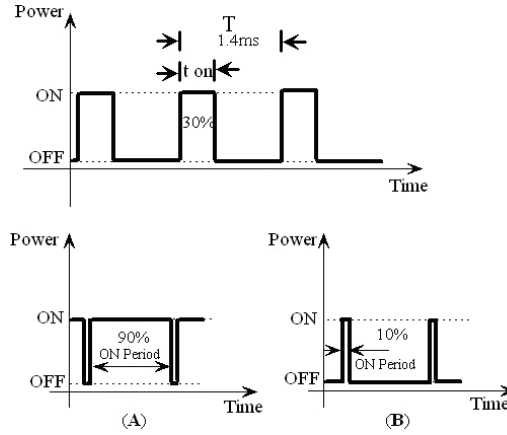 Power
T
1.4ms
t on
ON
30%
OFF
Time
Power
ON
90%
ON Period
OFF
Time
(A)
Power
ON
10%
ON Period
OFF
Time
(B)